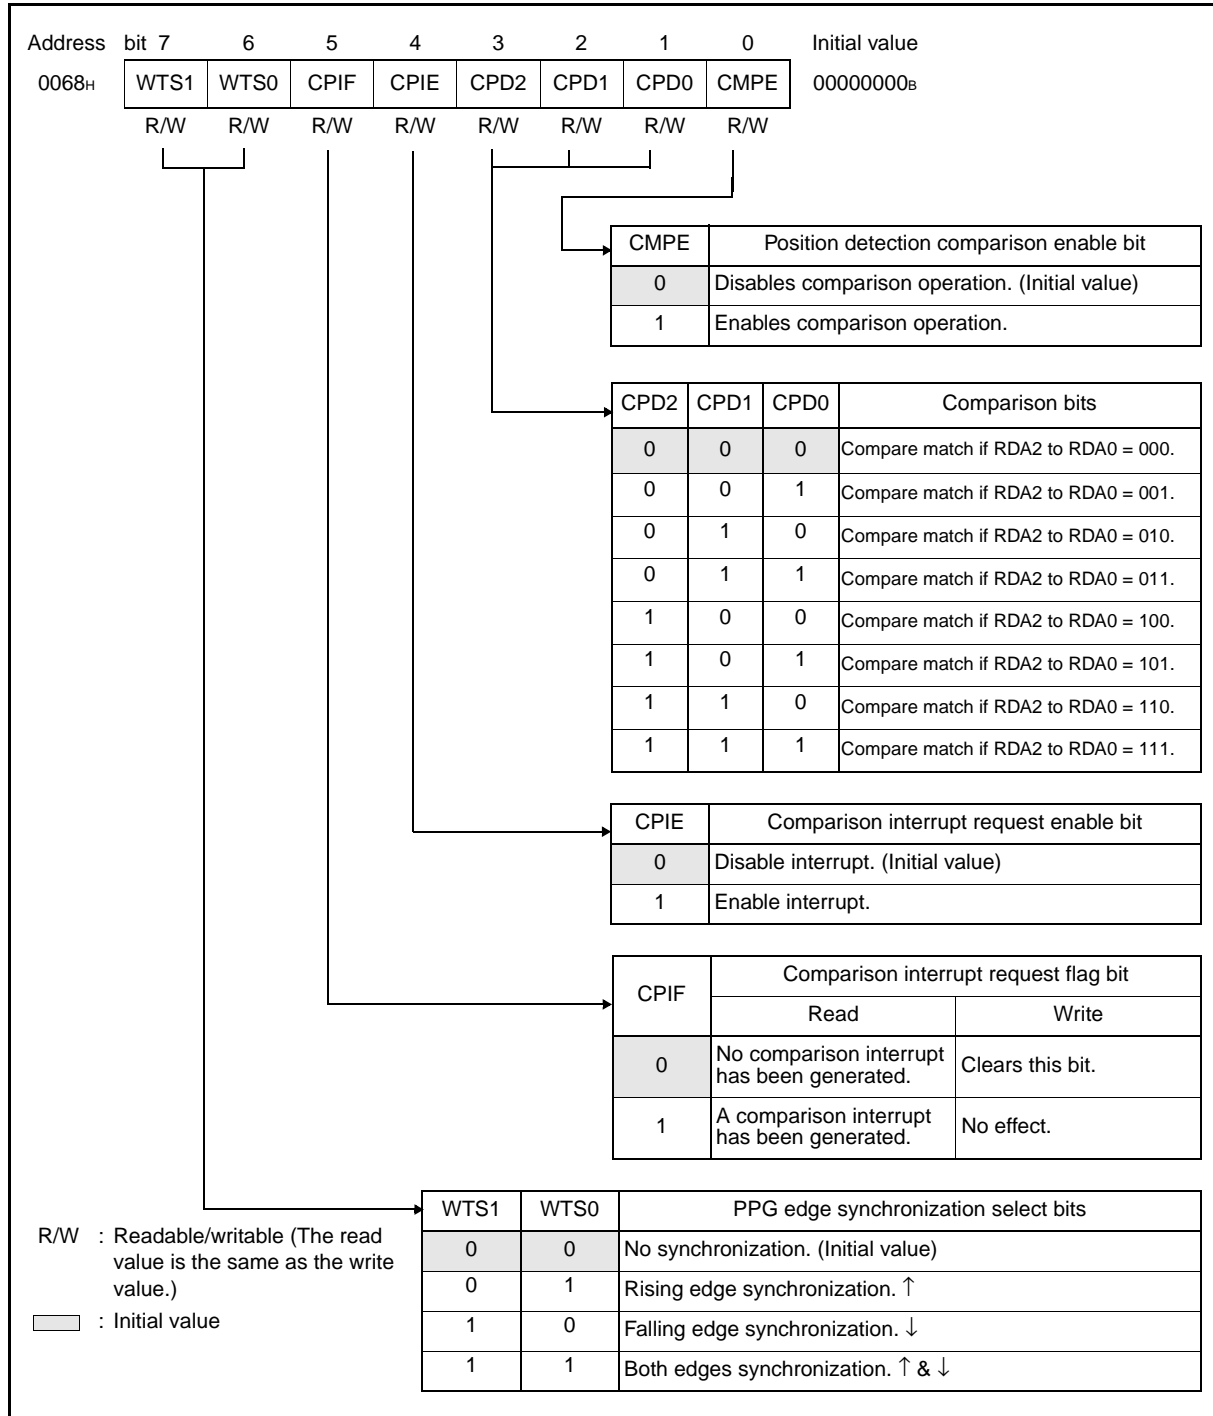 Address bit 7 6 5 4 3 2 1 0 Initial value
0068H WTS1 WTS0 CPIF CPIE CPD2 CPD1 CPD0 CMPE 00000000B
R/W R/W R/W R/W R/W R/W R/W R/W
CMPE Position detection comparison enable bit
0 Disables comparison operation. (Initial value)
1 Enables comparison operation.
CPD2 CPD1 CPD0 Comparison bits
0 0 0 Compare match if RDA2 to RDA0 = 000.
0 0 1 Compare match if RDA2 to RDA0 = 001.
0 1 0 Compare match if RDA2 to RDA0 = 010.
0 1 1 Compare match if RDA2 to RDA0 = 011.
1 0 0 Compare match if RDA2 to RDA0 = 100.
1 0 1 Compare match if RDA2 to RDA0 = 101.
1 1 0 Compare match if RDA2 to RDA0 = 110.
1 1 1 Compare match if RDA2 to RDA0 = 111.
CPIE Comparison interrupt request enable bit
0 Disable interrupt. (Initial value)
1 Enable interrupt.
CPIF Comparison interrupt request flag bit
Read Write
0 No comparison interrupt has been generated. Clears this bit.
1 A comparison interrupt has been generated. No effect.
WTS1 WTS0 PPG edge synchronization select bits
0 0 No synchronization. (Initial value)
0 1 Rising edge synchronization. ↑
1 0 Falling edge synchronization. ↓
1 1 Both edges synchronization. ↑ & ↓
R/W : Readable/writable (The read
value is the same as the write
value.)
: Initial value